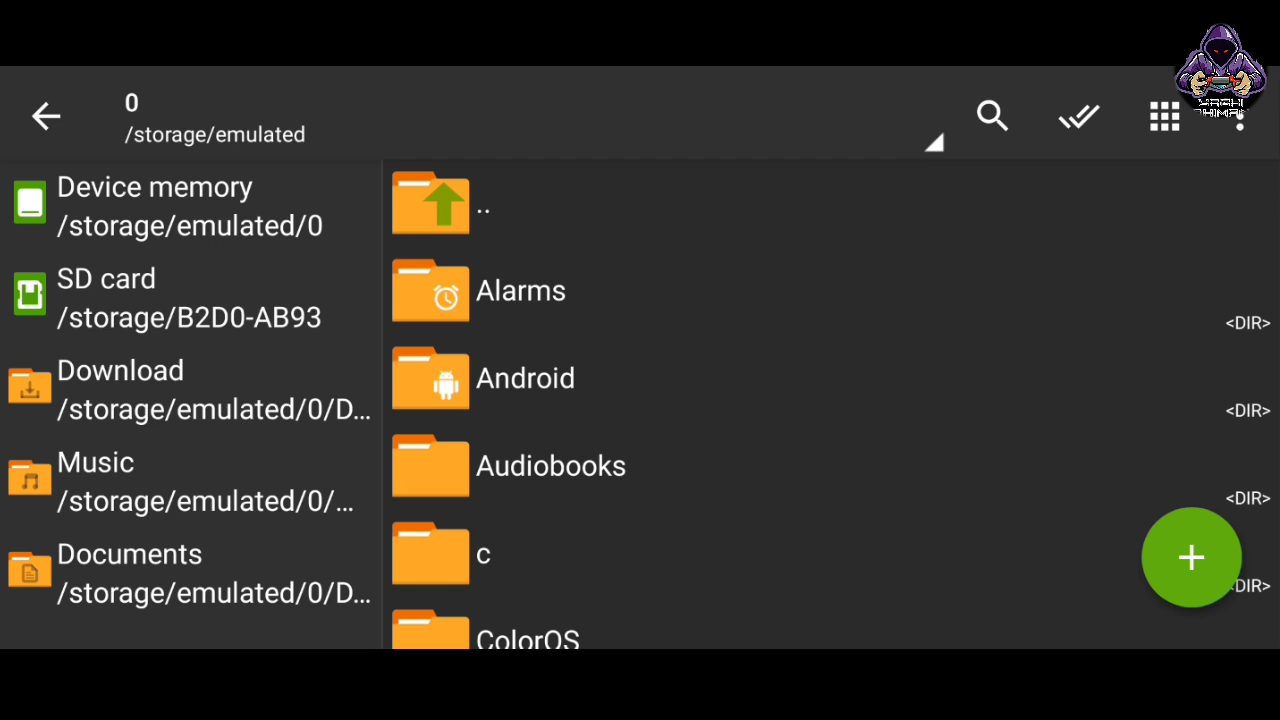 0
/storage/emulated
Device memory
/storage/emulated/0
SD card
/storage/B2D0-AB93
Download
/storage/emulated/0/D...
Music
/storage/emulated/0/...
Documents
/storage/emulated/0/D...
..
Alarms
<DIR>
Android
<DIR>
Audiobooks
<DIR>
c
DIR>
ColorOS